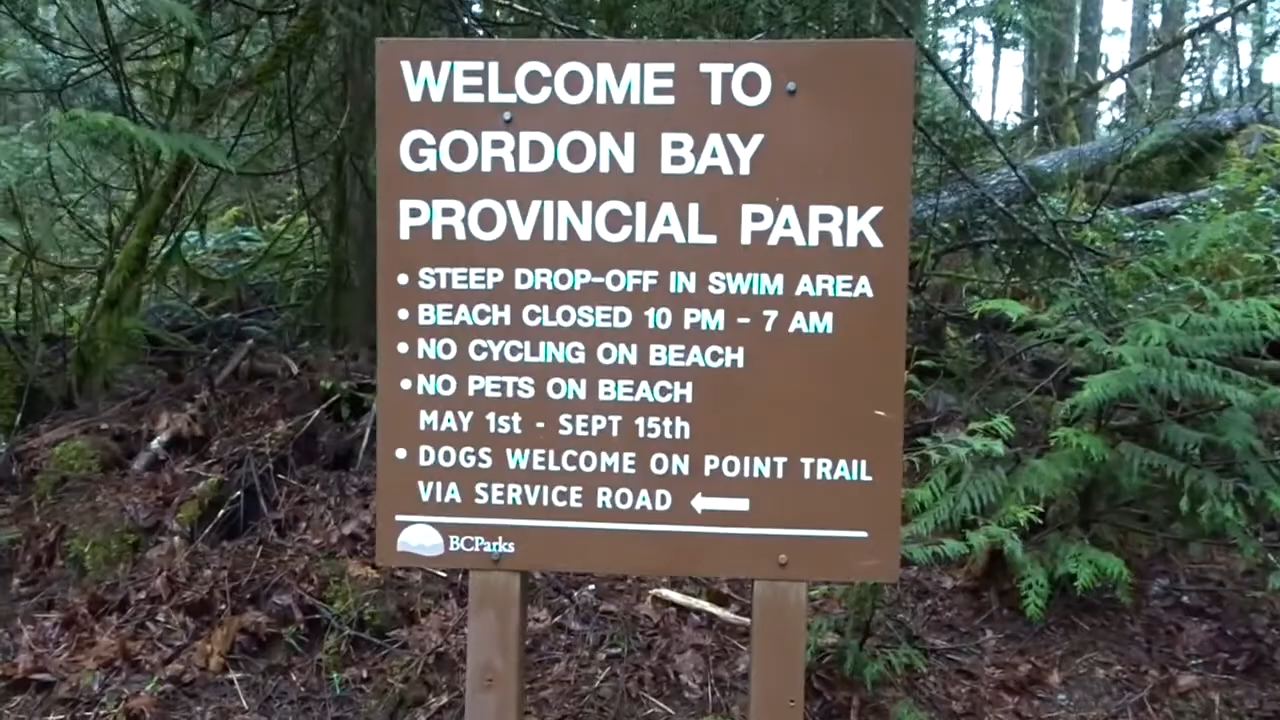 WELCOME TO
GORDON BAY
PROVINCIAL PARK
• STEEP DROP-OFF IN SWIM AREA
• BEACH CLOSED 10 PM - 7 AM
• NO CYCLING ON BEACH
• NO PETS ON BEACH
MAY 1st - SEPT 15th
• DOGS WELCOME ON POINT TRAIL
VIA SERVICE ROAD ←
BCParks